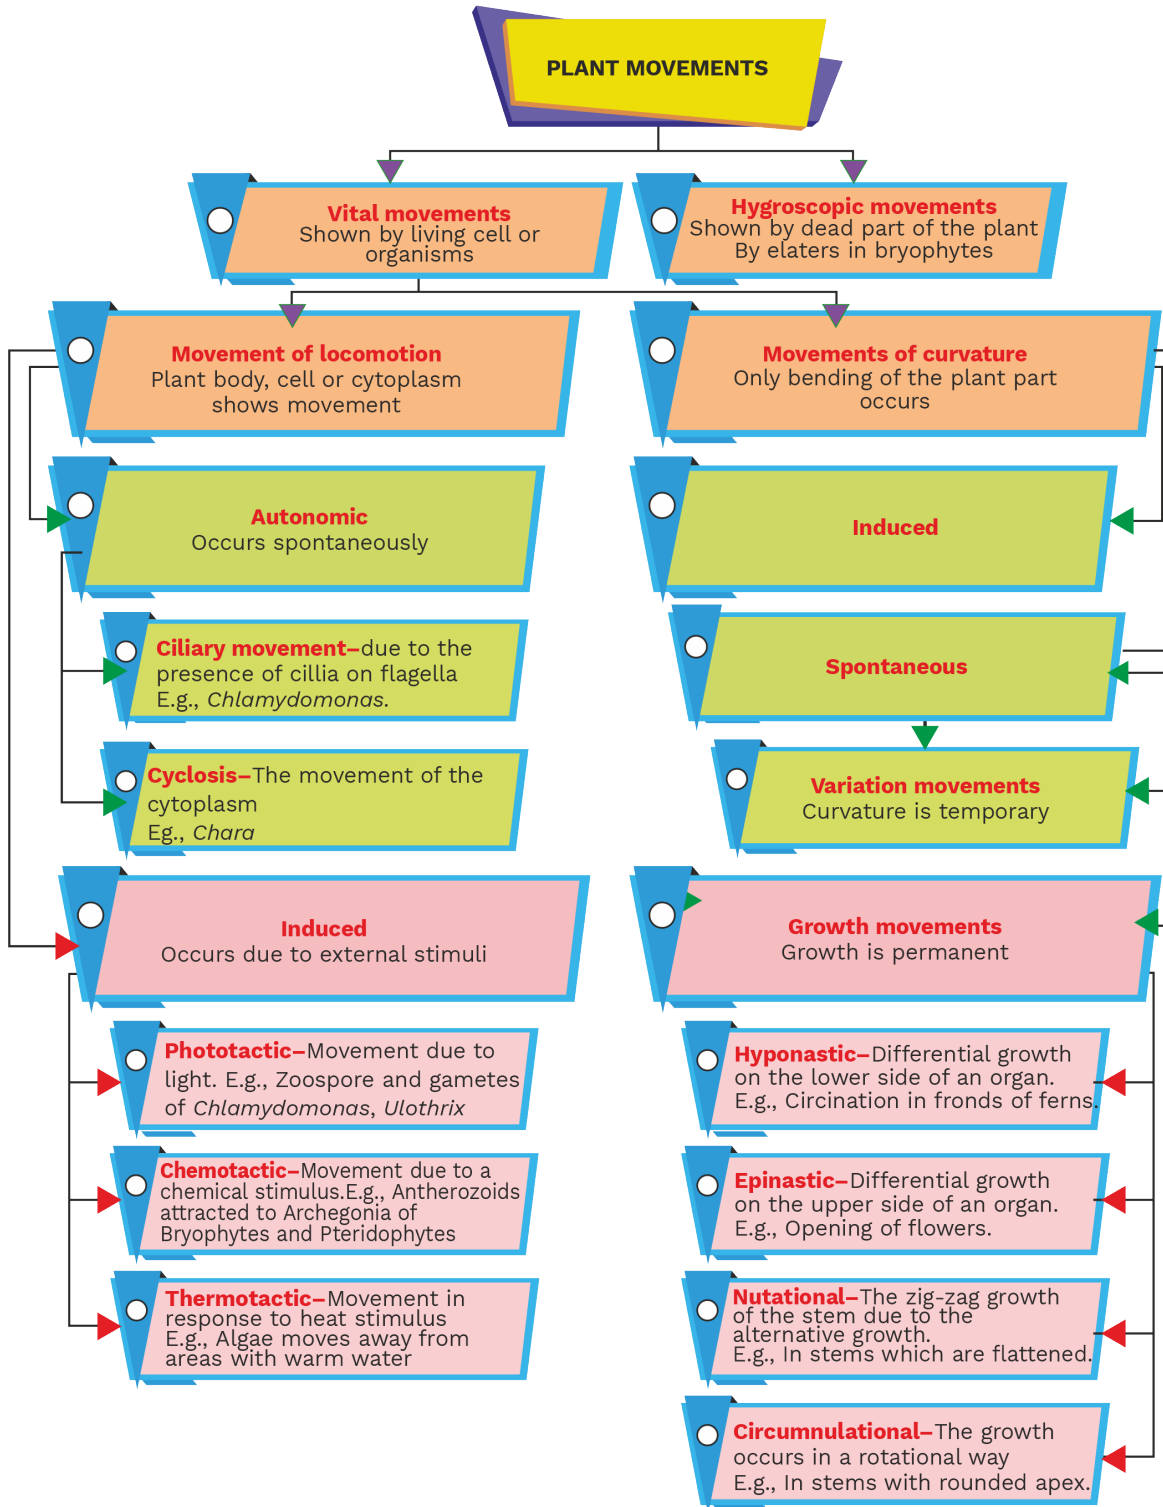 PLANT MOVEMENTS
Vital movements
Shown by living cell or
organisms
Hygroscopic movements
Shown by dead part of the plant
By elaters in bryophytes
Movement of locomotion
Plant body, cell or cytoplasm
shows movement
Movements of curvature
Only bending of the plant part
occurs
Autonomic
Occurs spontaneously
Induced
Ciliary movement–due to the
presence of cillia on flagella
E.g., Chlamydomonas.
Spontaneous
Cyclosis–The movement of the
cytoplasm
Eg., Chara
Variation movements
Curvature is temporary
Induced
Occurs due to external stimuli
Growth movements
Growth is permanent
Phototactic–Movement due to
light. E.g., Zoospore and gametes
of Chlamydomonas, Ulothrix
Hyponastic–Differential growth
on the lower side of an organ.
E.g., Circination in fronds of ferns.
Chemotactic–Movement due to a
chemical stimulus.E.g., Antherozoids
attracted to Archegonia of
Bryophytes and Pteridophytes
Epinastic–Differential growth
on the upper side of an organ.
E.g., Opening of flowers.
Thermotactic–Movement in
response to heat stimulus
E.g., Algae moves away from
areas with warm water
Nutational–The zig-zag growth
of the stem due to the
alternative growth.
E.g., In stems which are flattened.
Circumnulational–The growth
occurs in a rotational way
E.g., In stems with rounded apex.